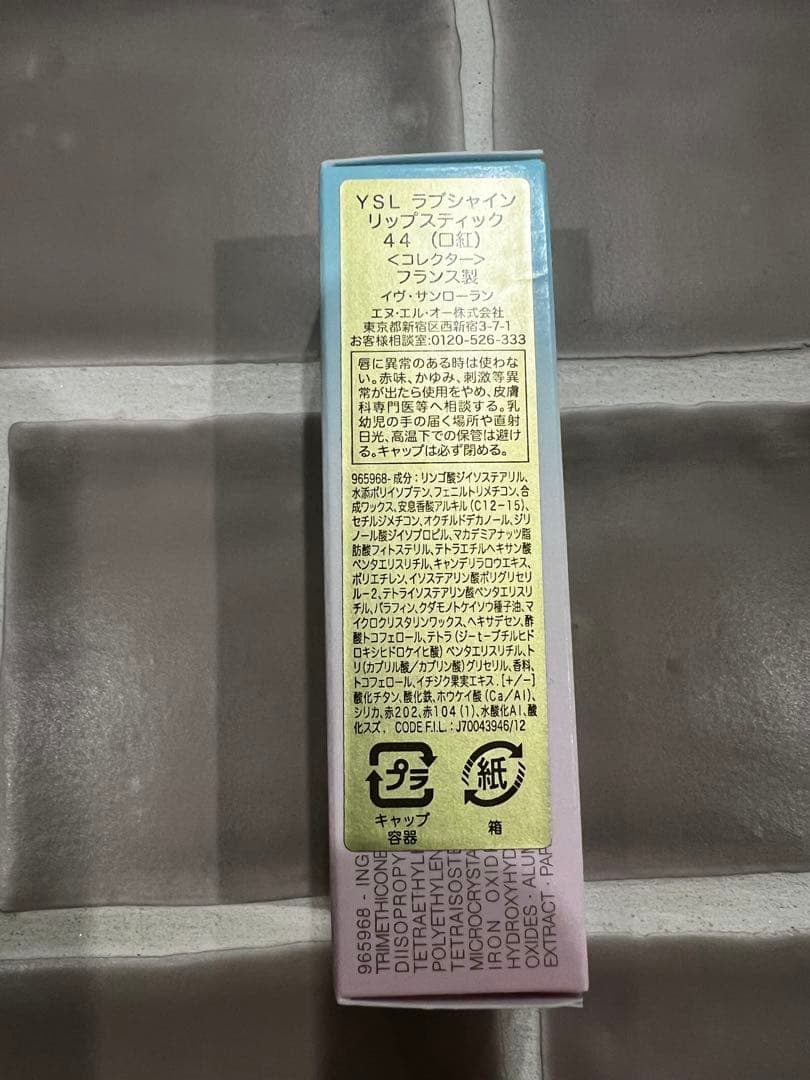 YSL ラブシャイン
リップスティック
44 (口紅)
<コレクター>
フランス製
イヴ・サンローラン
エヌ・エル・オー株式会社
東京都新宿区西新宿3-7-1
お客様相談室:0120-526-333
唇に異常のある時は使わな
い。赤味、かゆみ、刺激等異
常が出たら使用をやめ、皮膚
科専門医等へ相談する。乳
幼児の手の届く場所や直射
日光、高温下での保管は避け
る。キャップは必ず閉める。
965968-成分:リンゴ酸ジイソステアリル、
水添ポリイソブテン、フェニルトリメチコン、合
成ワックス、安息香酸アルキル(C12-15)、
セチルジメチコン、オクチルドデカノール、ジリ
ノール酸ジイソプロピル、マカデミアナッツ脂
肪酸フィトステリル、テトラエチルヘキサン酸
ペンタエリスリチル、キャンデリラロウエキス、
ポリエチレン、イソステアリン酸ポリグリセリ
ル-2、テトライソステアリン酸ペンタエリスリ
チル、パラフィン、クダモノトケイソウ種子油、マ
イクロクリスタリンワックス、ヘキサデセン、酢
酸トコフェロール、テトラ(ジ-t-ブチルヒド
ロキシヒドロケイヒ酸)ペンタエリスリチル、ト
リ(カプリル酸/カプリン酸)グリセリル、香料、
トコフェロール、イチジク果実エキス.[+/-]
酸化チタン、酸化鉄、ホウケイ酸(Ca/Al)、
シリカ、赤202、赤104(1)、水酸化Al、酸
化スズ. CODE F.I.L.:J70043946/12
プラ
紙
キャップ
容器
箱
965968 - ING
TRIMETHICONE
DIISOPROPY
TETRAETHYLH
POLYETHYLEN
TETRAISOSTE
MICROCRYSTA
IRON OXID
HYDROXYHYD
OXIDES · ALUM
EXTRACT · PAR